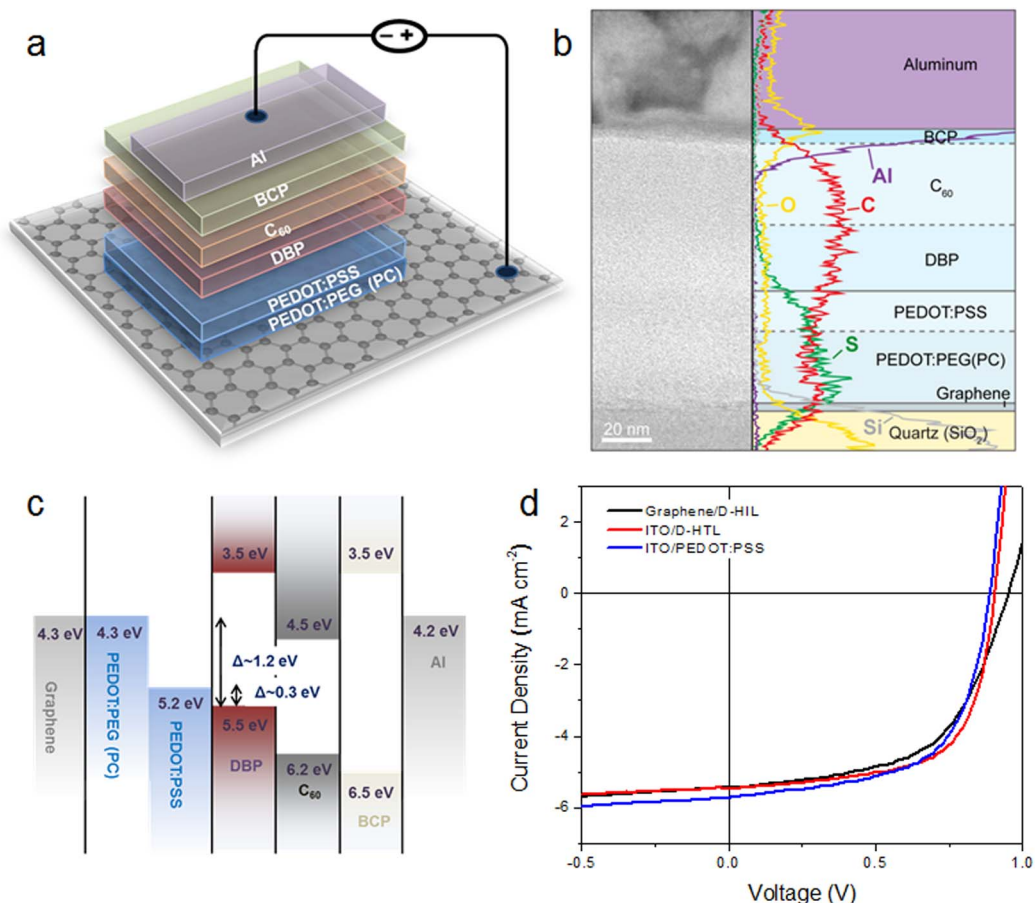 a
− +
Al
BCP
C₆₀
DBP
PEDOT:PSS
PEDOT:PEG (PC)
b
Aluminum
BCP
Al
C₆₀
O
C
DBP
PEDOT:PSS
S
PEDOT:PEG(PC)
Graphene
Si
Quartz (SiO₂)
20 nm
c
3.5 eV
3.5 eV
4.3 eV
4.3 eV
4.5 eV
4.2 eV
Graphene
PEDOT:PEG (PC)
Al
Δ~1.2 eV
Δ~0.3 eV
5.2 eV
PEDOT:PSS
5.5 eV
DBP
6.2 eV
C₆₀
6.5 eV
BCP
d
Graphene/D-HIL
ITO/D-HTL
ITO/PEDOT:PSS
Current Density (mA cm⁻²)
2
0
-2
-4
-6
-0.5
0.0
0.5
1.0
Voltage (V)